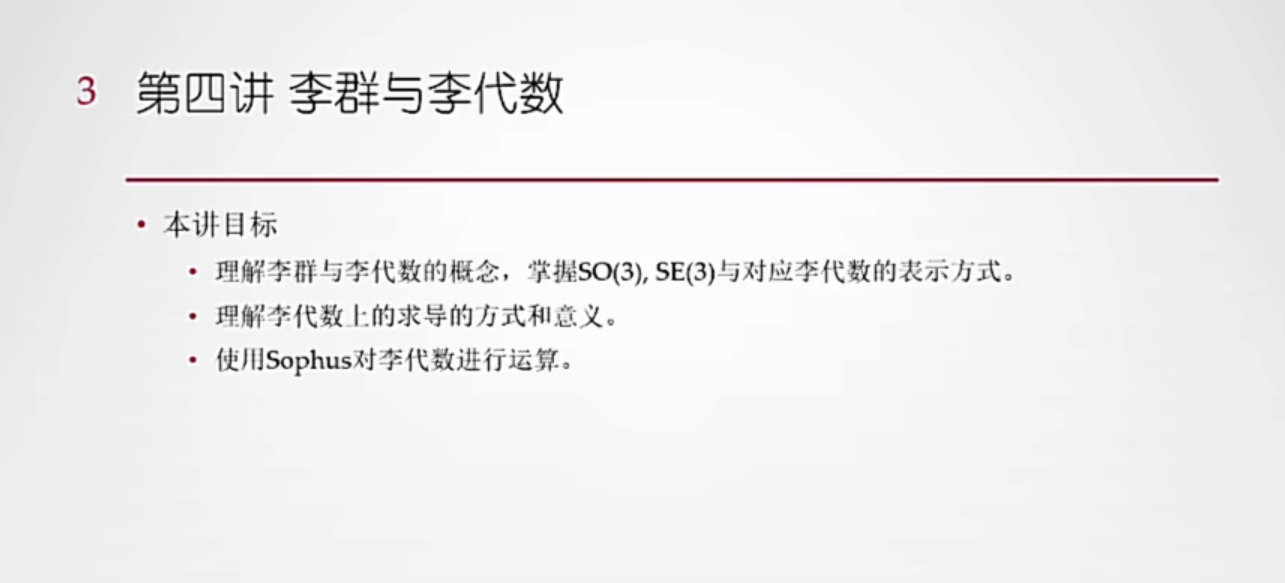 3 第四讲 李群与李代数
• 本讲目标
• 理解李群与李代数的概念，掌握SO(3), SE(3)与对应李代数的表示方式。
• 理解李代数上的求导的方式和意义。
• 使用Sophus对李代数进行运算。